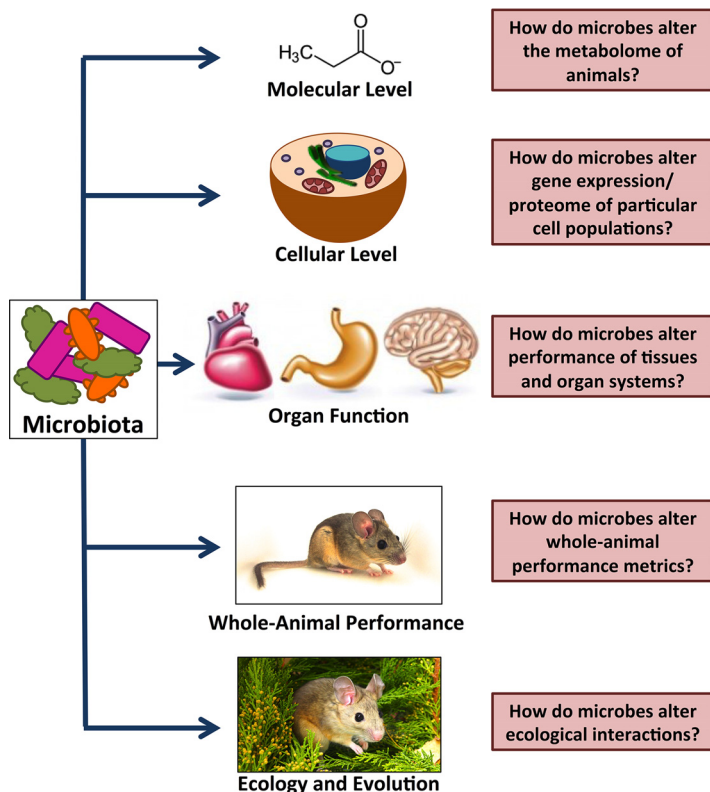 O
H₃C
O⁻
Molecular Level
How do microbes alter
the metabolome of
animals?
Cellular Level
How do microbes alter
gene expression/
proteome of particular
cell populations?
Microbiota
Organ Function
How do microbes alter
performance of tissues
and organ systems?
Whole-Animal Performance
How do microbes alter
whole-animal
performance metrics?
Ecology and Evolution
How do microbes alter
ecological interactions?